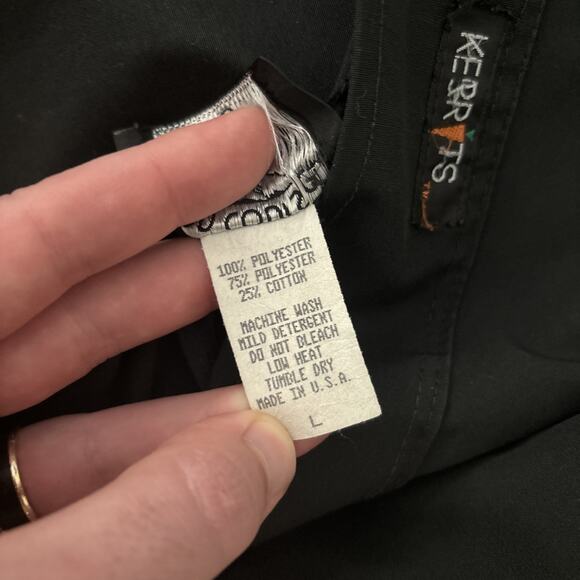 KERRITS
100% POLYESTER
75% POLYESTER
25% COTTON
MACHINE WASH
MILD DETERGENT
DO NOT BLEACH
LOW HEAT
TUMBLE DRY
MADE IN U.S.A.
L